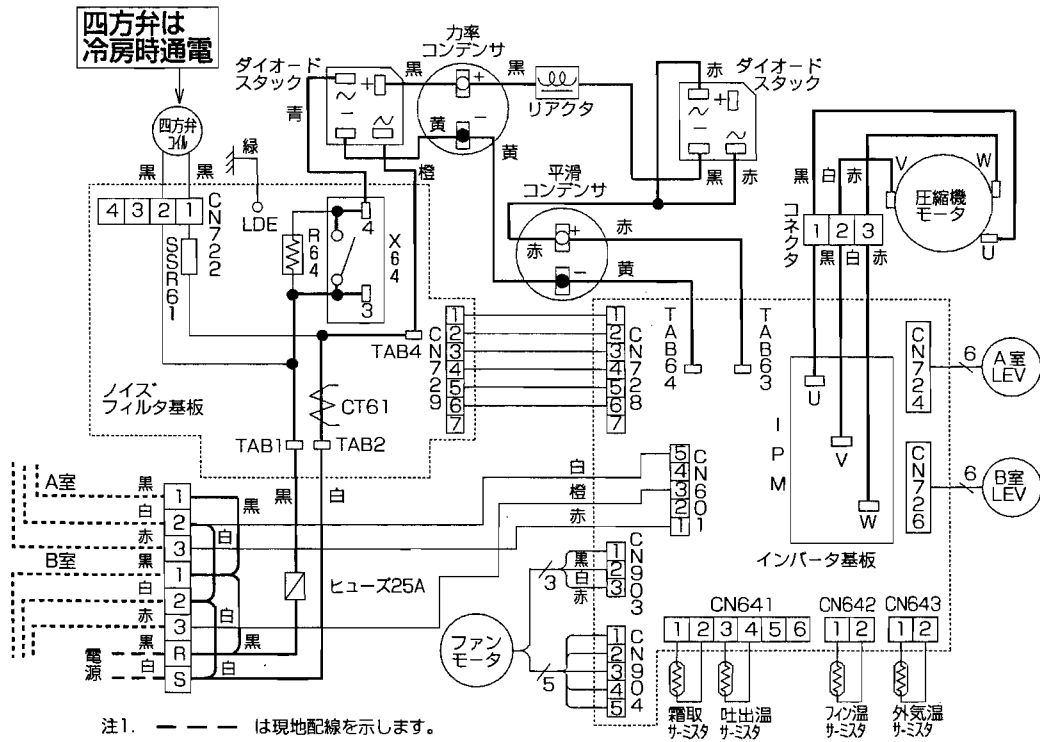 四方弁は
冷房時通電
四方弁
コイル
黒
黒
緑
LDE
4 3 2 1
CN722
SSR61
ダイオード
スタック
青
橙
黒
黄
力率
コンデンサ
+
-
黒
リアクタ
黄
平滑
コンデンサ
+
-
赤
赤
黄
赤
ダイオード
スタック
黒
赤
R64
X64
4
3
TAB4
ノイズ
フィルタ基板
CT61
TAB1
TAB2
CN729
1
2
3
4
5
6
7
CN728
1
2
3
4
5
6
7
TAB64
TAB63
黒 白 赤
コネクタ
1 2 3
黒 白 赤
V
W
U
圧縮機
モータ
IPM
U
V
W
インバータ基板
CN724
6
A室
LEV
CN726
6
B室
LEV
A室
黒
白
赤
B室
黒
白
赤
電源
黒
白
1
2
3
1
2
3
R
S
黒
白
白
白
黒
黒
白
ヒューズ25A
白
橙
赤
CN601
5
4
3
2
1
CN903
1
2
3
黒
白
赤
3
ファン
モータ
5
CN904
1
2
3
4
5
CN641
1 2 3 4 5 6
CN642
1 2
CN643
1 2
霜取
サーミスタ
吐出温
サーミスタ
フィン温
サーミスタ
外気温
サーミスタ
注1. ― ― ― は現地配線を示します。